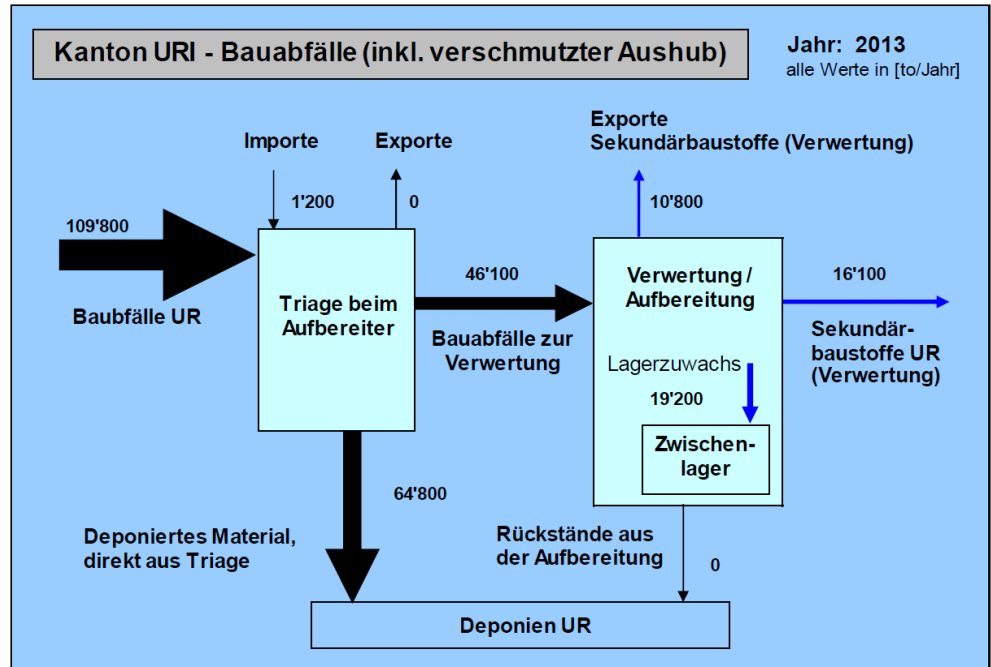 Kanton URI - Bauabfälle (inkl. verschmutzter Aushub)
Jahr: 2013
alle Werte in [to/Jahr]
Importe
Exporte
1'200
0
Exporte
Sekundärbaustoffe (Verwertung)
10'800
109'800
Baubfälle UR
Triage beim
Aufbereiter
46'100
Bauabfälle zur
Verwertung
Verwertung /
Aufbereitung
Lagerzuwachs
19'200
Zwischen-
lager
16'100
Sekundär-
baustoffe UR
(Verwertung)
64'800
Deponiertes Material,
direkt aus Triage
Rückstände aus
der Aufbereitung
0
Deponien UR